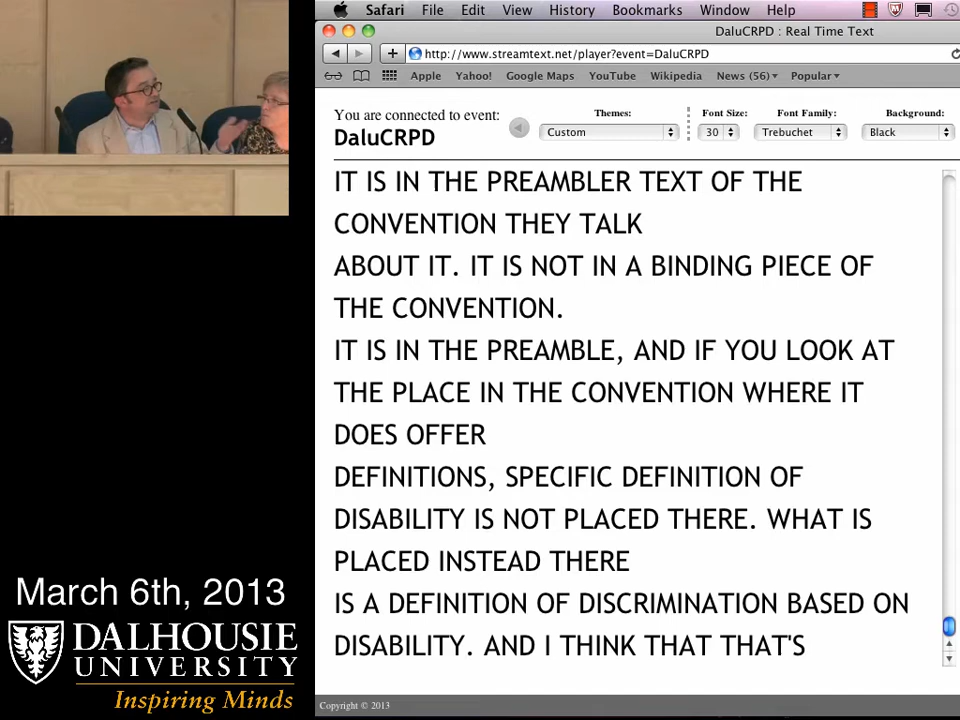 Safari File Edit View History Bookmarks Window Help
DaluCRPD : Real Time Text
http://www.streamtext.net/player?event=DaluCRPD
Apple Yahoo! Google Maps YouTube Wikipedia News (56) Popular
You are connected to event:
DaluCRPD
Themes: Font Size: Font Family: Background:
Custom 30 Trebuchet Black
IT IS IN THE PREAMBLER TEXT OF THE
CONVENTION THEY TALK
ABOUT IT. IT IS NOT IN A BINDING PIECE OF
THE CONVENTION.
IT IS IN THE PREAMBLE, AND IF YOU LOOK AT
THE PLACE IN THE CONVENTION WHERE IT
DOES OFFER
DEFINITIONS, SPECIFIC DEFINITION OF
DISABILITY IS NOT PLACED THERE. WHAT IS
PLACED INSTEAD THERE
IS A DEFINITION OF DISCRIMINATION BASED ON
DISABILITY. AND I THINK THAT THAT'S
Copyright © 2013
March 6th, 2013
DALHOUSIE
UNIVERSITY
Inspiring Minds